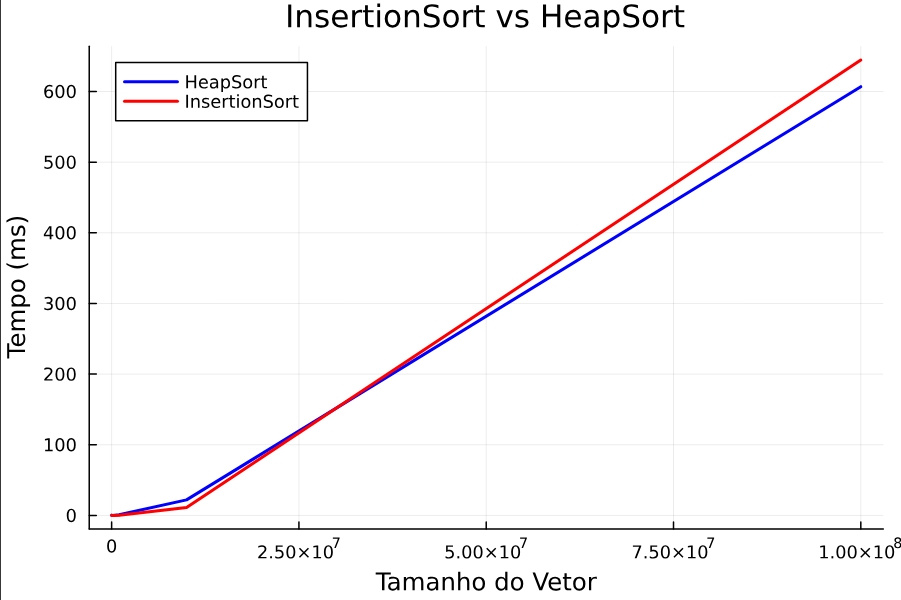 InsertionSort vs HeapSort
HeapSort
InsertionSort
600
500
400
300
200
100
0
Tempo (ms)
0 2.50×10⁷ 5.00×10⁷ 7.50×10⁷ 1.00×10⁸
Tamanho do Vetor